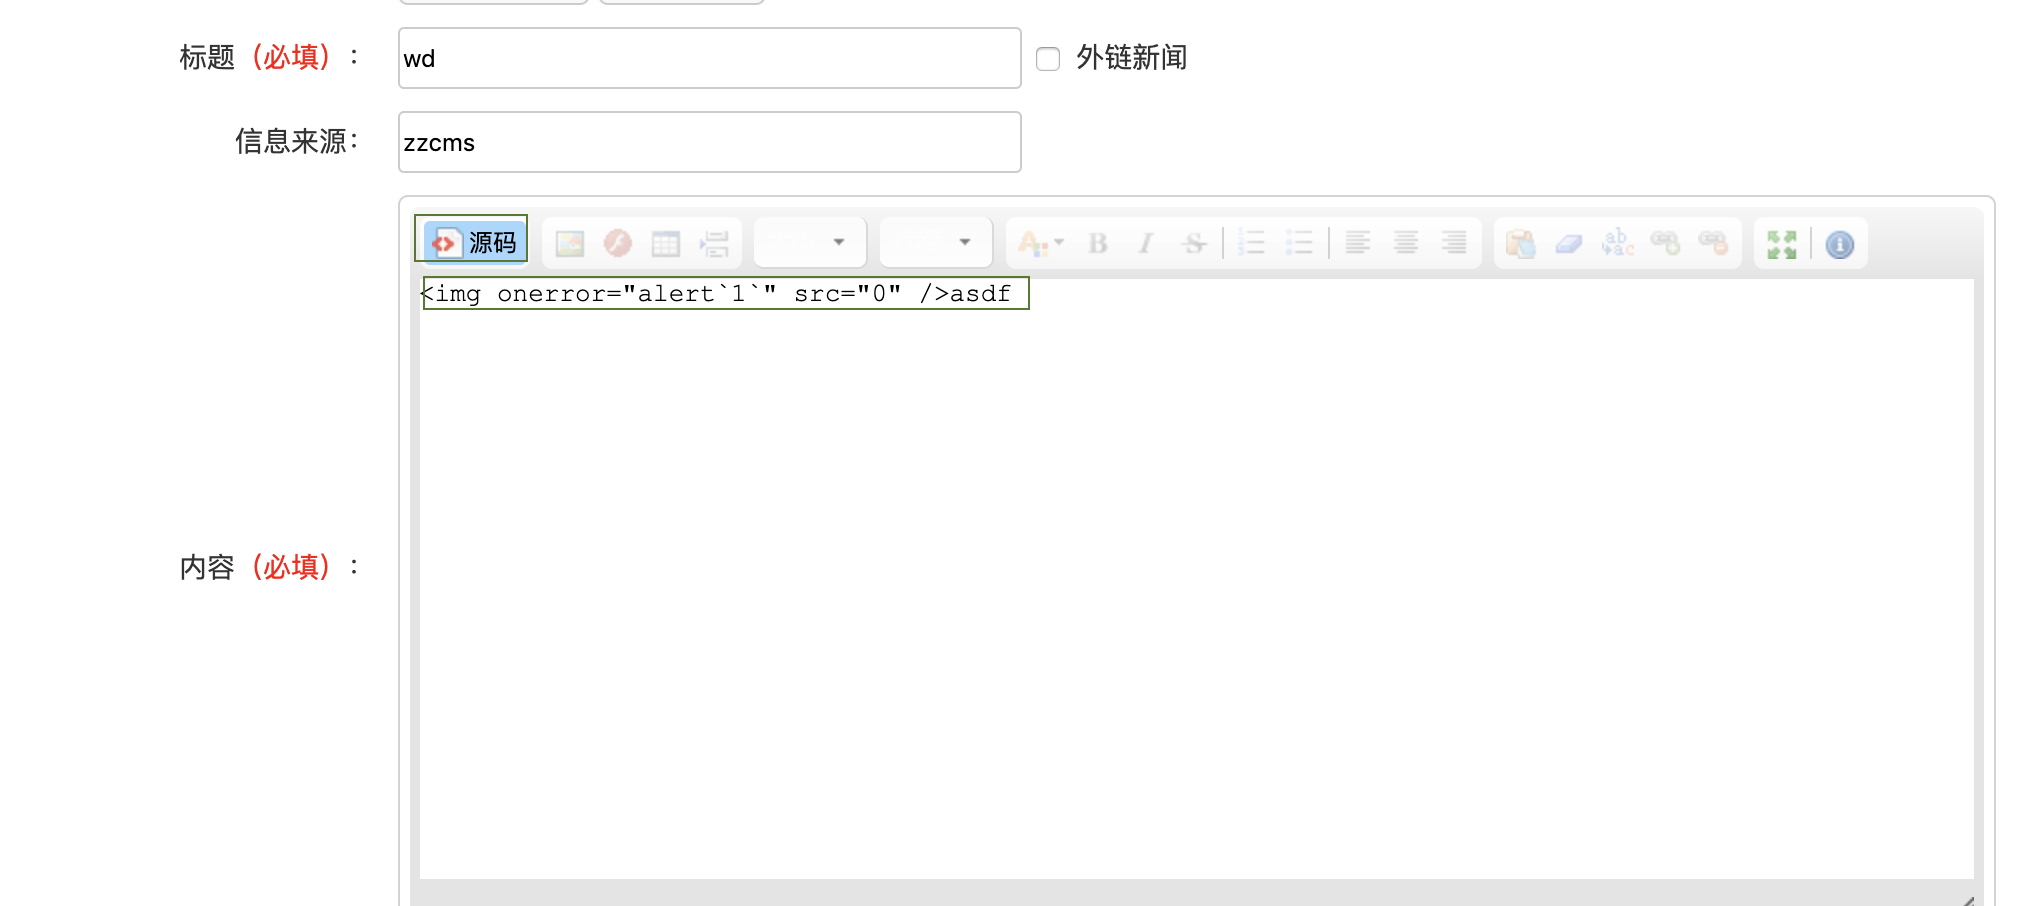 标题（必填）： wd 外链新闻
信息来源： zzcms
源码
<img onerror="alert`1`" src="0" />asdf
内容（必填）：